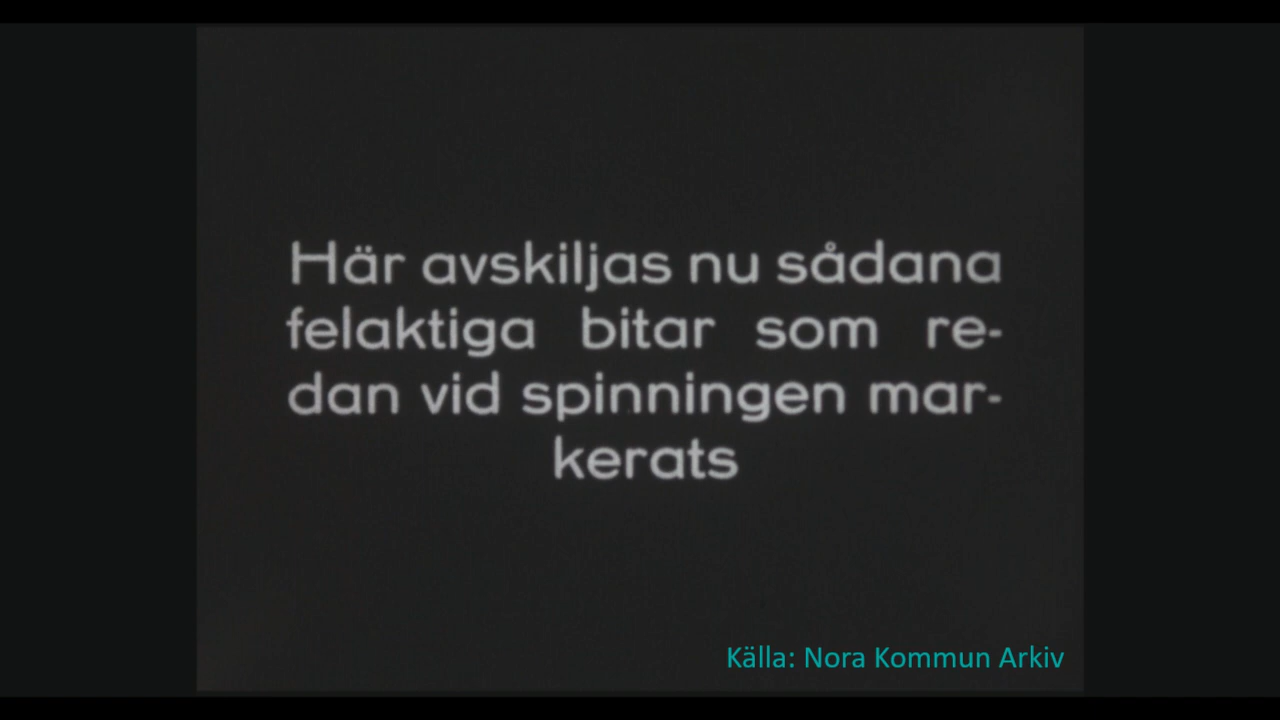 Här avskiljas nu sådana
felaktiga bitar som re-
dan vid spinningen mar-
kerats
Källa: Nora Kommun Arkiv